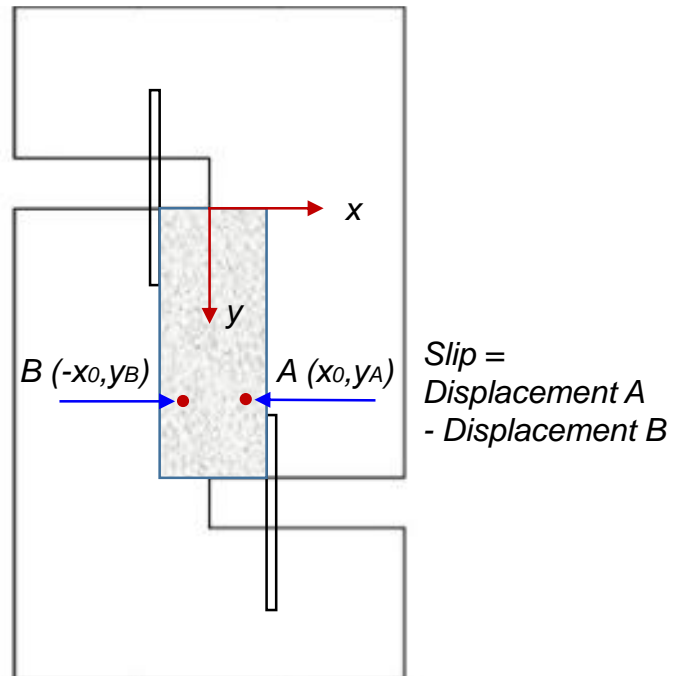 x
y
B (-x0,yB)
A (x0,yA)
Slip =
Displacement A
- Displacement B